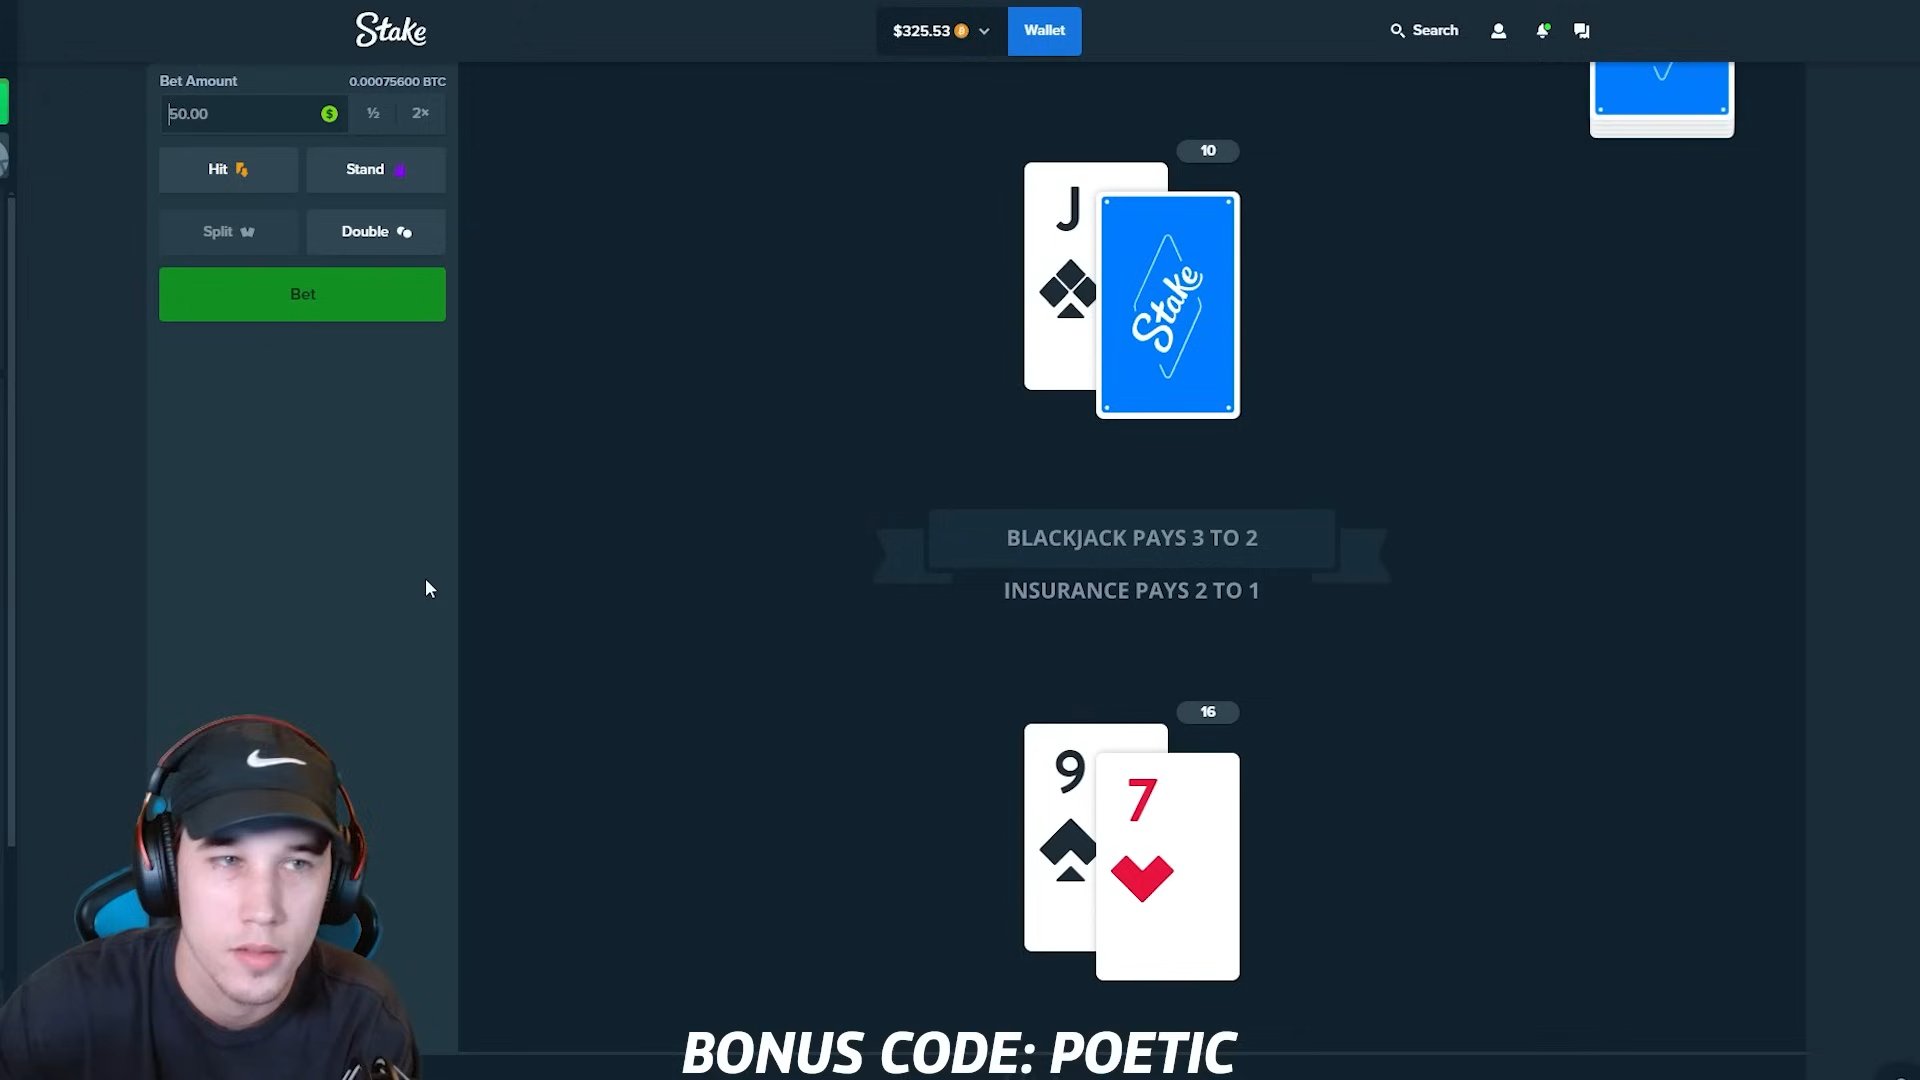 Stake
$325.53
Wallet
Search
Bet Amount
0.00075600 BTC
50.00
$
½
2×
Hit
Stand
Split
Double
Bet
10
J
Stake
BLACKJACK PAYS 3 TO 2
INSURANCE PAYS 2 TO 1
16
9
7
BONUS CODE: POETIC